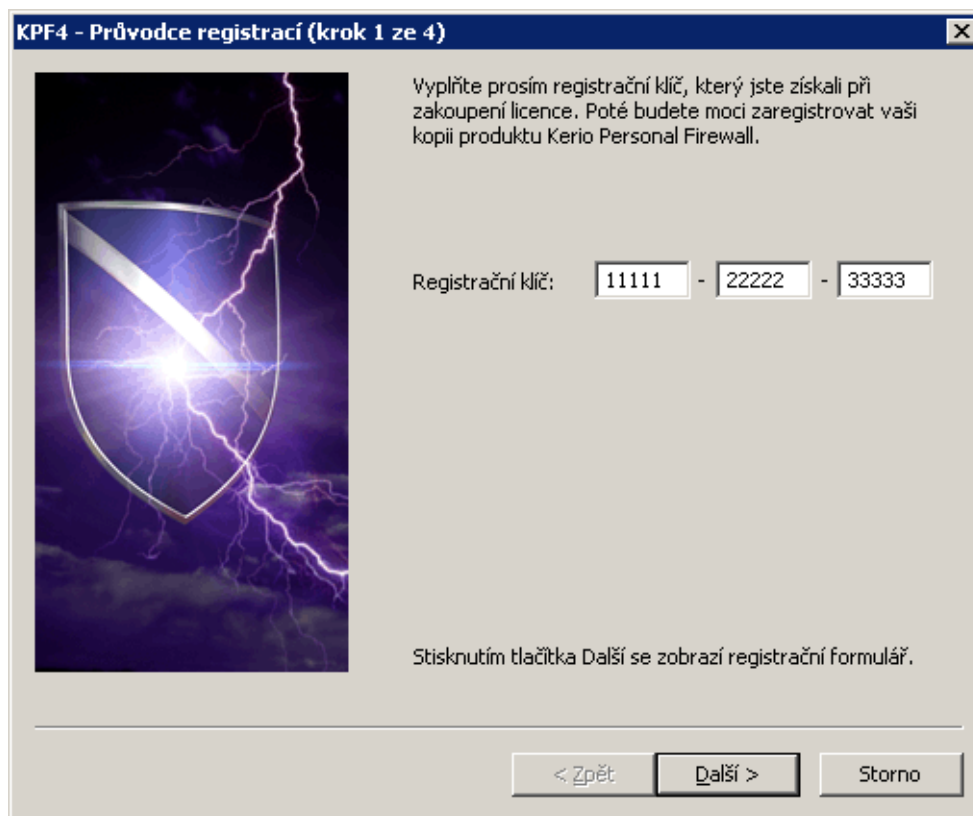 KPF4 - Průvodce registrací (krok 1 ze 4)
Vyplňte prosím registrační klíč, který jste získali při
zakoupení licence. Poté budete moci zaregistrovat vaši
kopii produktu Kerio Personal Firewall.
Registrační klíč: 11111 - 22222 - 33333
Stisknutím tlačítka Další se zobrazí registrační formulář.
< Zpět Další > Storno